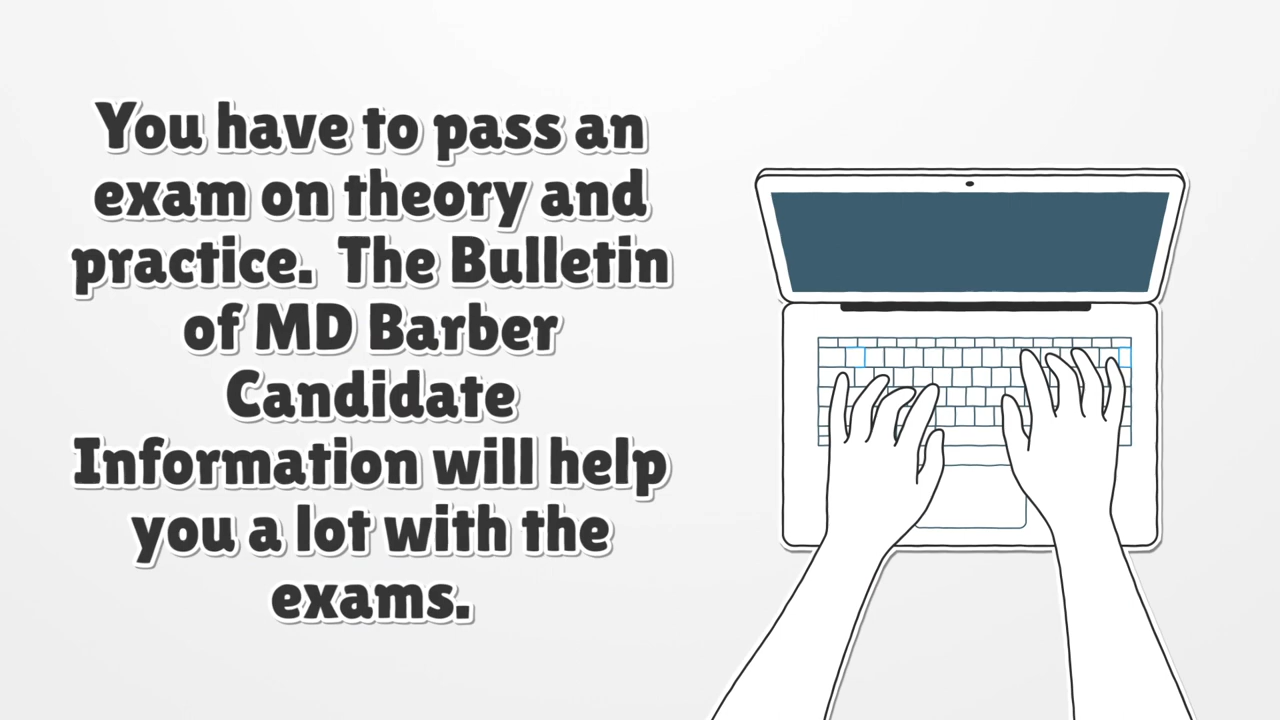 You have to pass an
exam on theory and
practice.  The Bulletin
of MD Barber
Candidate
Information will help
you a lot with the
exams.